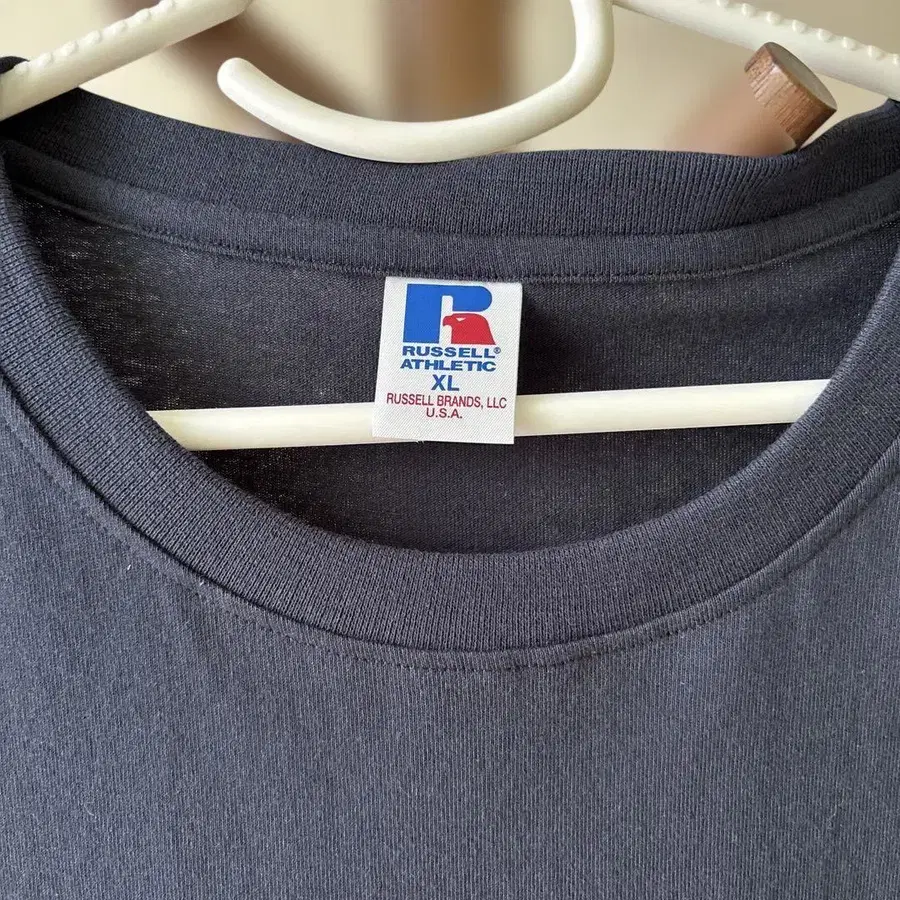 R
RUSSELL®
ATHLETIC
XL
RUSSELL BRANDS, LLC
U.S.A.